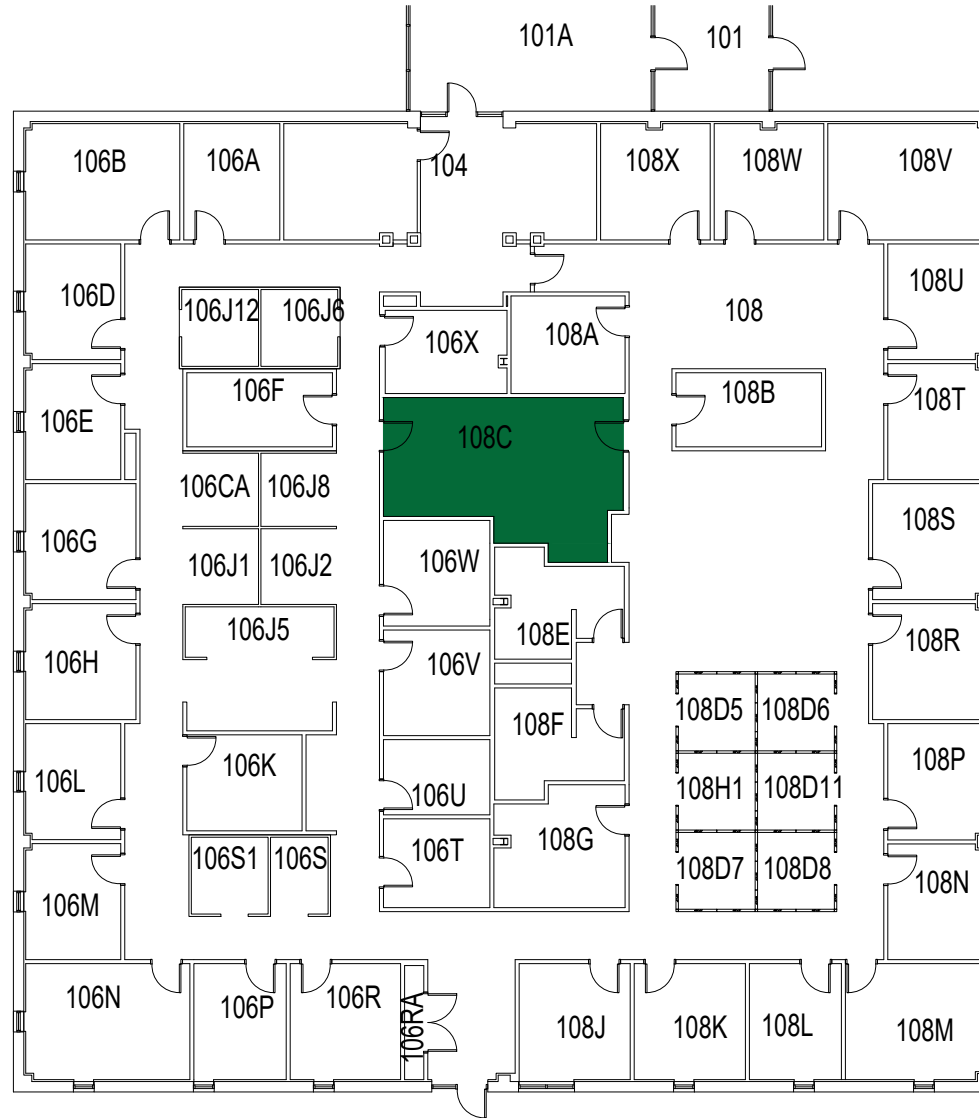 101A 101
106B 106A 104 108X 108W 108V
106D 106J12 106J6 106X 108A 108 108U
106E 106F 108C 108B 108T
106G 106CA 106J8 108S
106J1 106J2 106W
106H 106J5 106V 108E 108R
106L 106K 106U 108F 108D5 108D6 108P
108H1 108D11
106M 106S1 106S 106T 108G 108D7 108D8 108N
106N 106P 106R 106RA 108J 108K 108L 108M